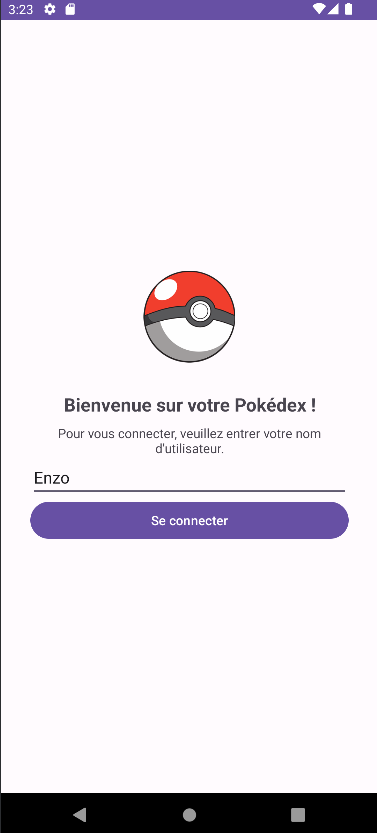 3:23
Bienvenue sur votre Pokédex !
Pour vous connecter, veuillez entrer votre nom
d'utilisateur.
Enzo
Se connecter